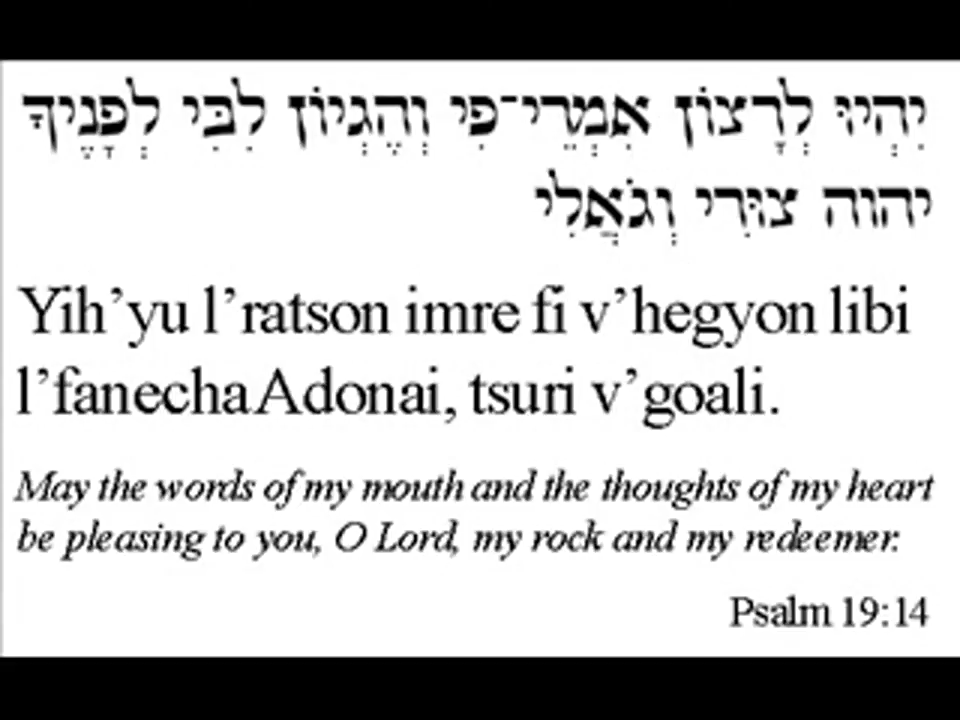 יִהְיוּ לְרָצוֹן אִמְרֵי־פִי וְהֶגְיוֹן לִבִּי לְפָנֶיךָ
יהוה צוּרִי וְגֹאֲלִי
Yih’yu l’ratson imre fi v’hegyon libi
l’fanecha Adonai, tsuri v’goali.
May the words of my mouth and the thoughts of my heart
be pleasing to you, O Lord, my rock and my redeemer.
Psalm 19:14